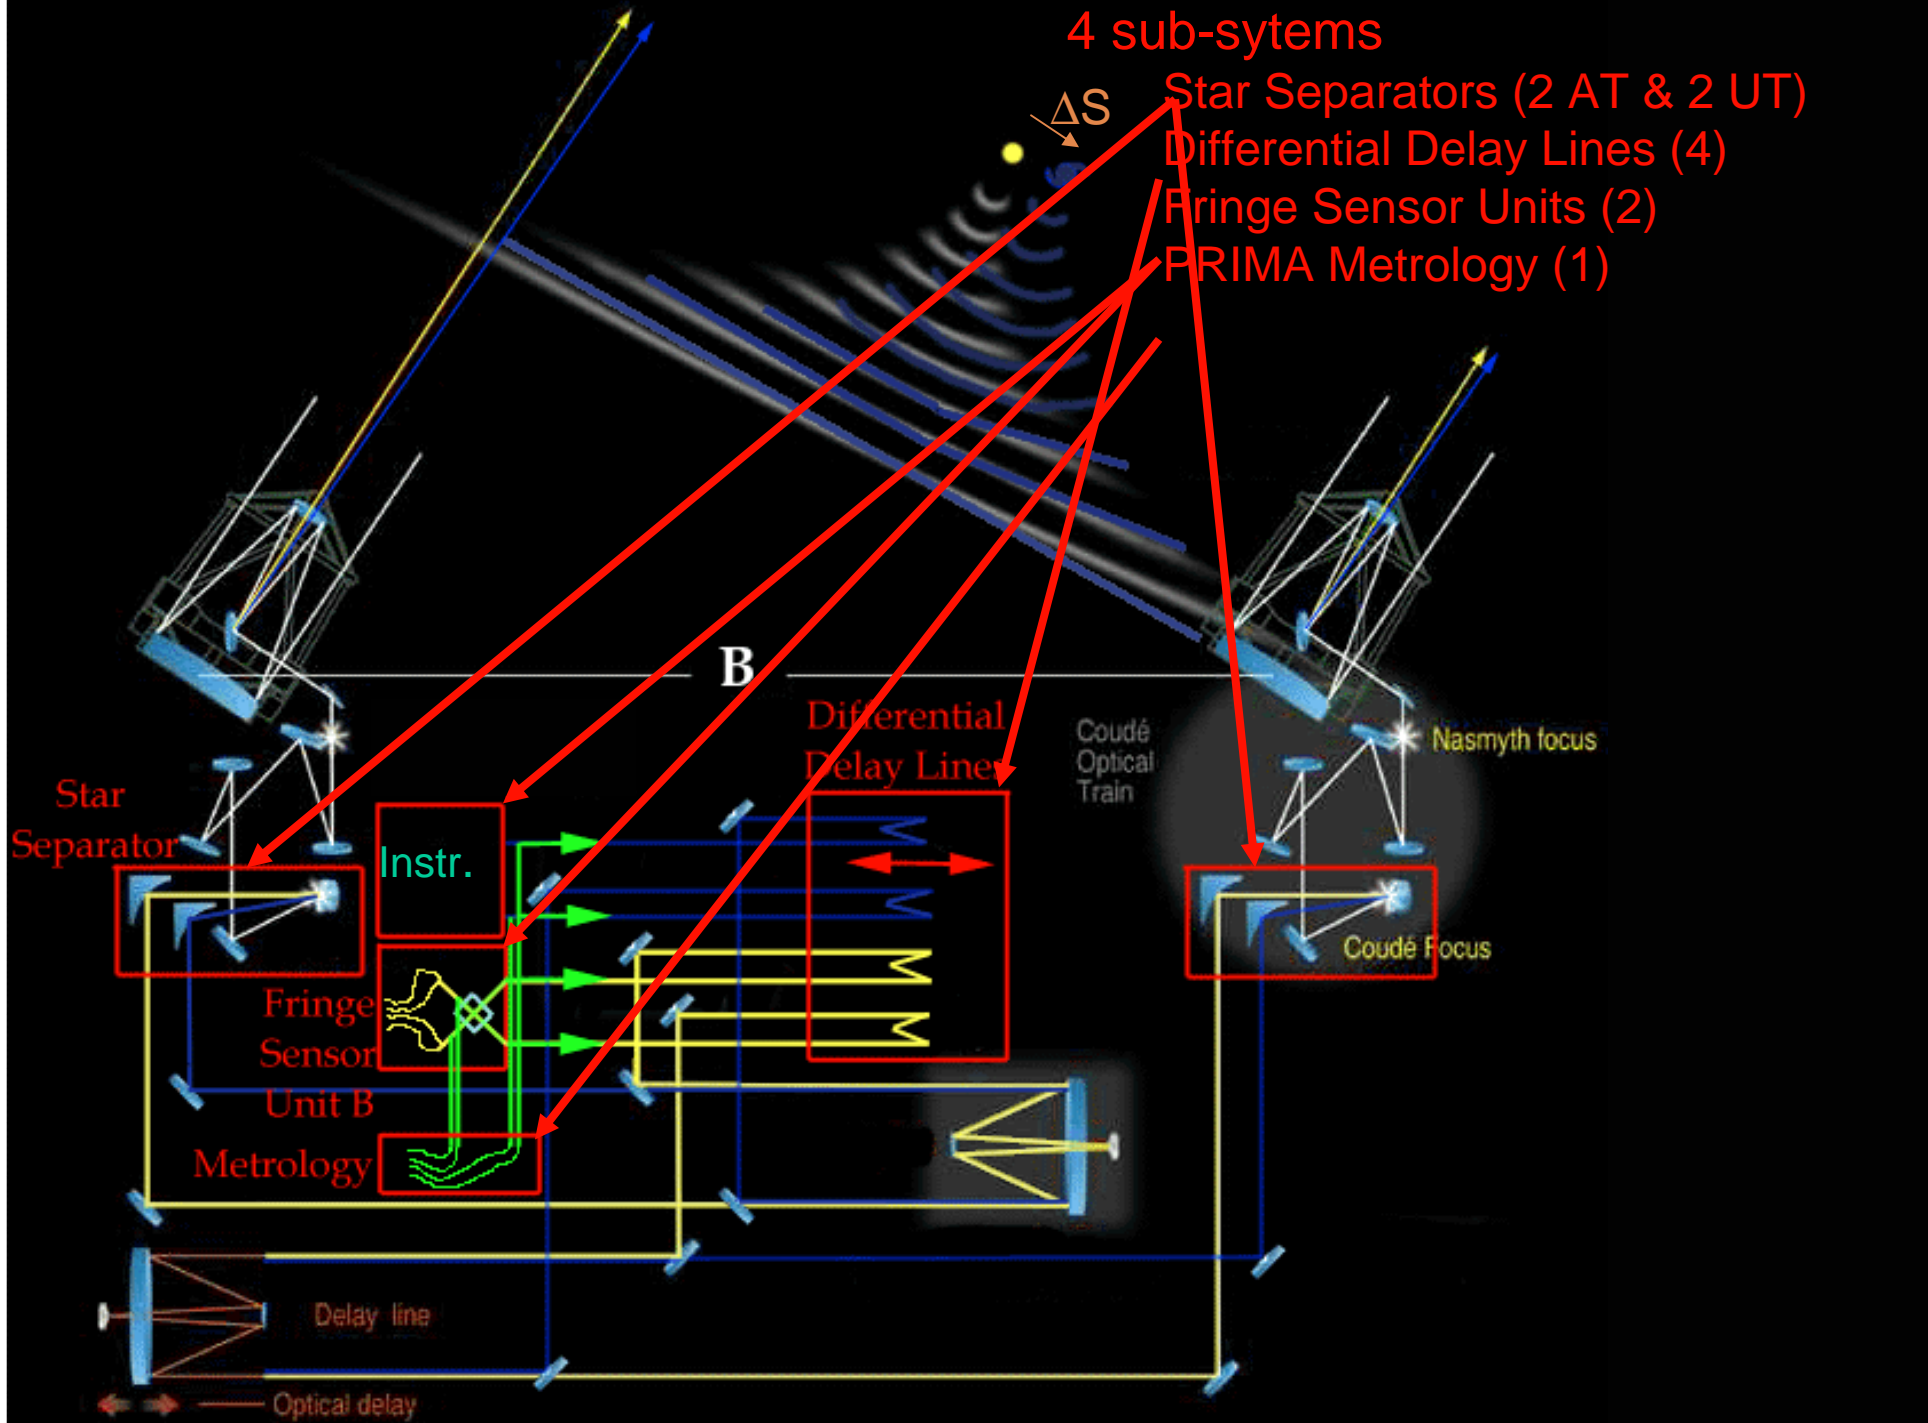 4 sub-sytems
ΔS
Star Separators (2 AT & 2 UT)
Differential Delay Lines (4)
Fringe Sensor Units (2)
PRIMA Metrology (1)
B
Differential
Delay Lines
Coudé
Optical
Train
Nasmyth focus
Star
Separator
Instr.
Coudé Focus
Fringe
Sensor
Unit B
Metrology
Delay line
Optical delay